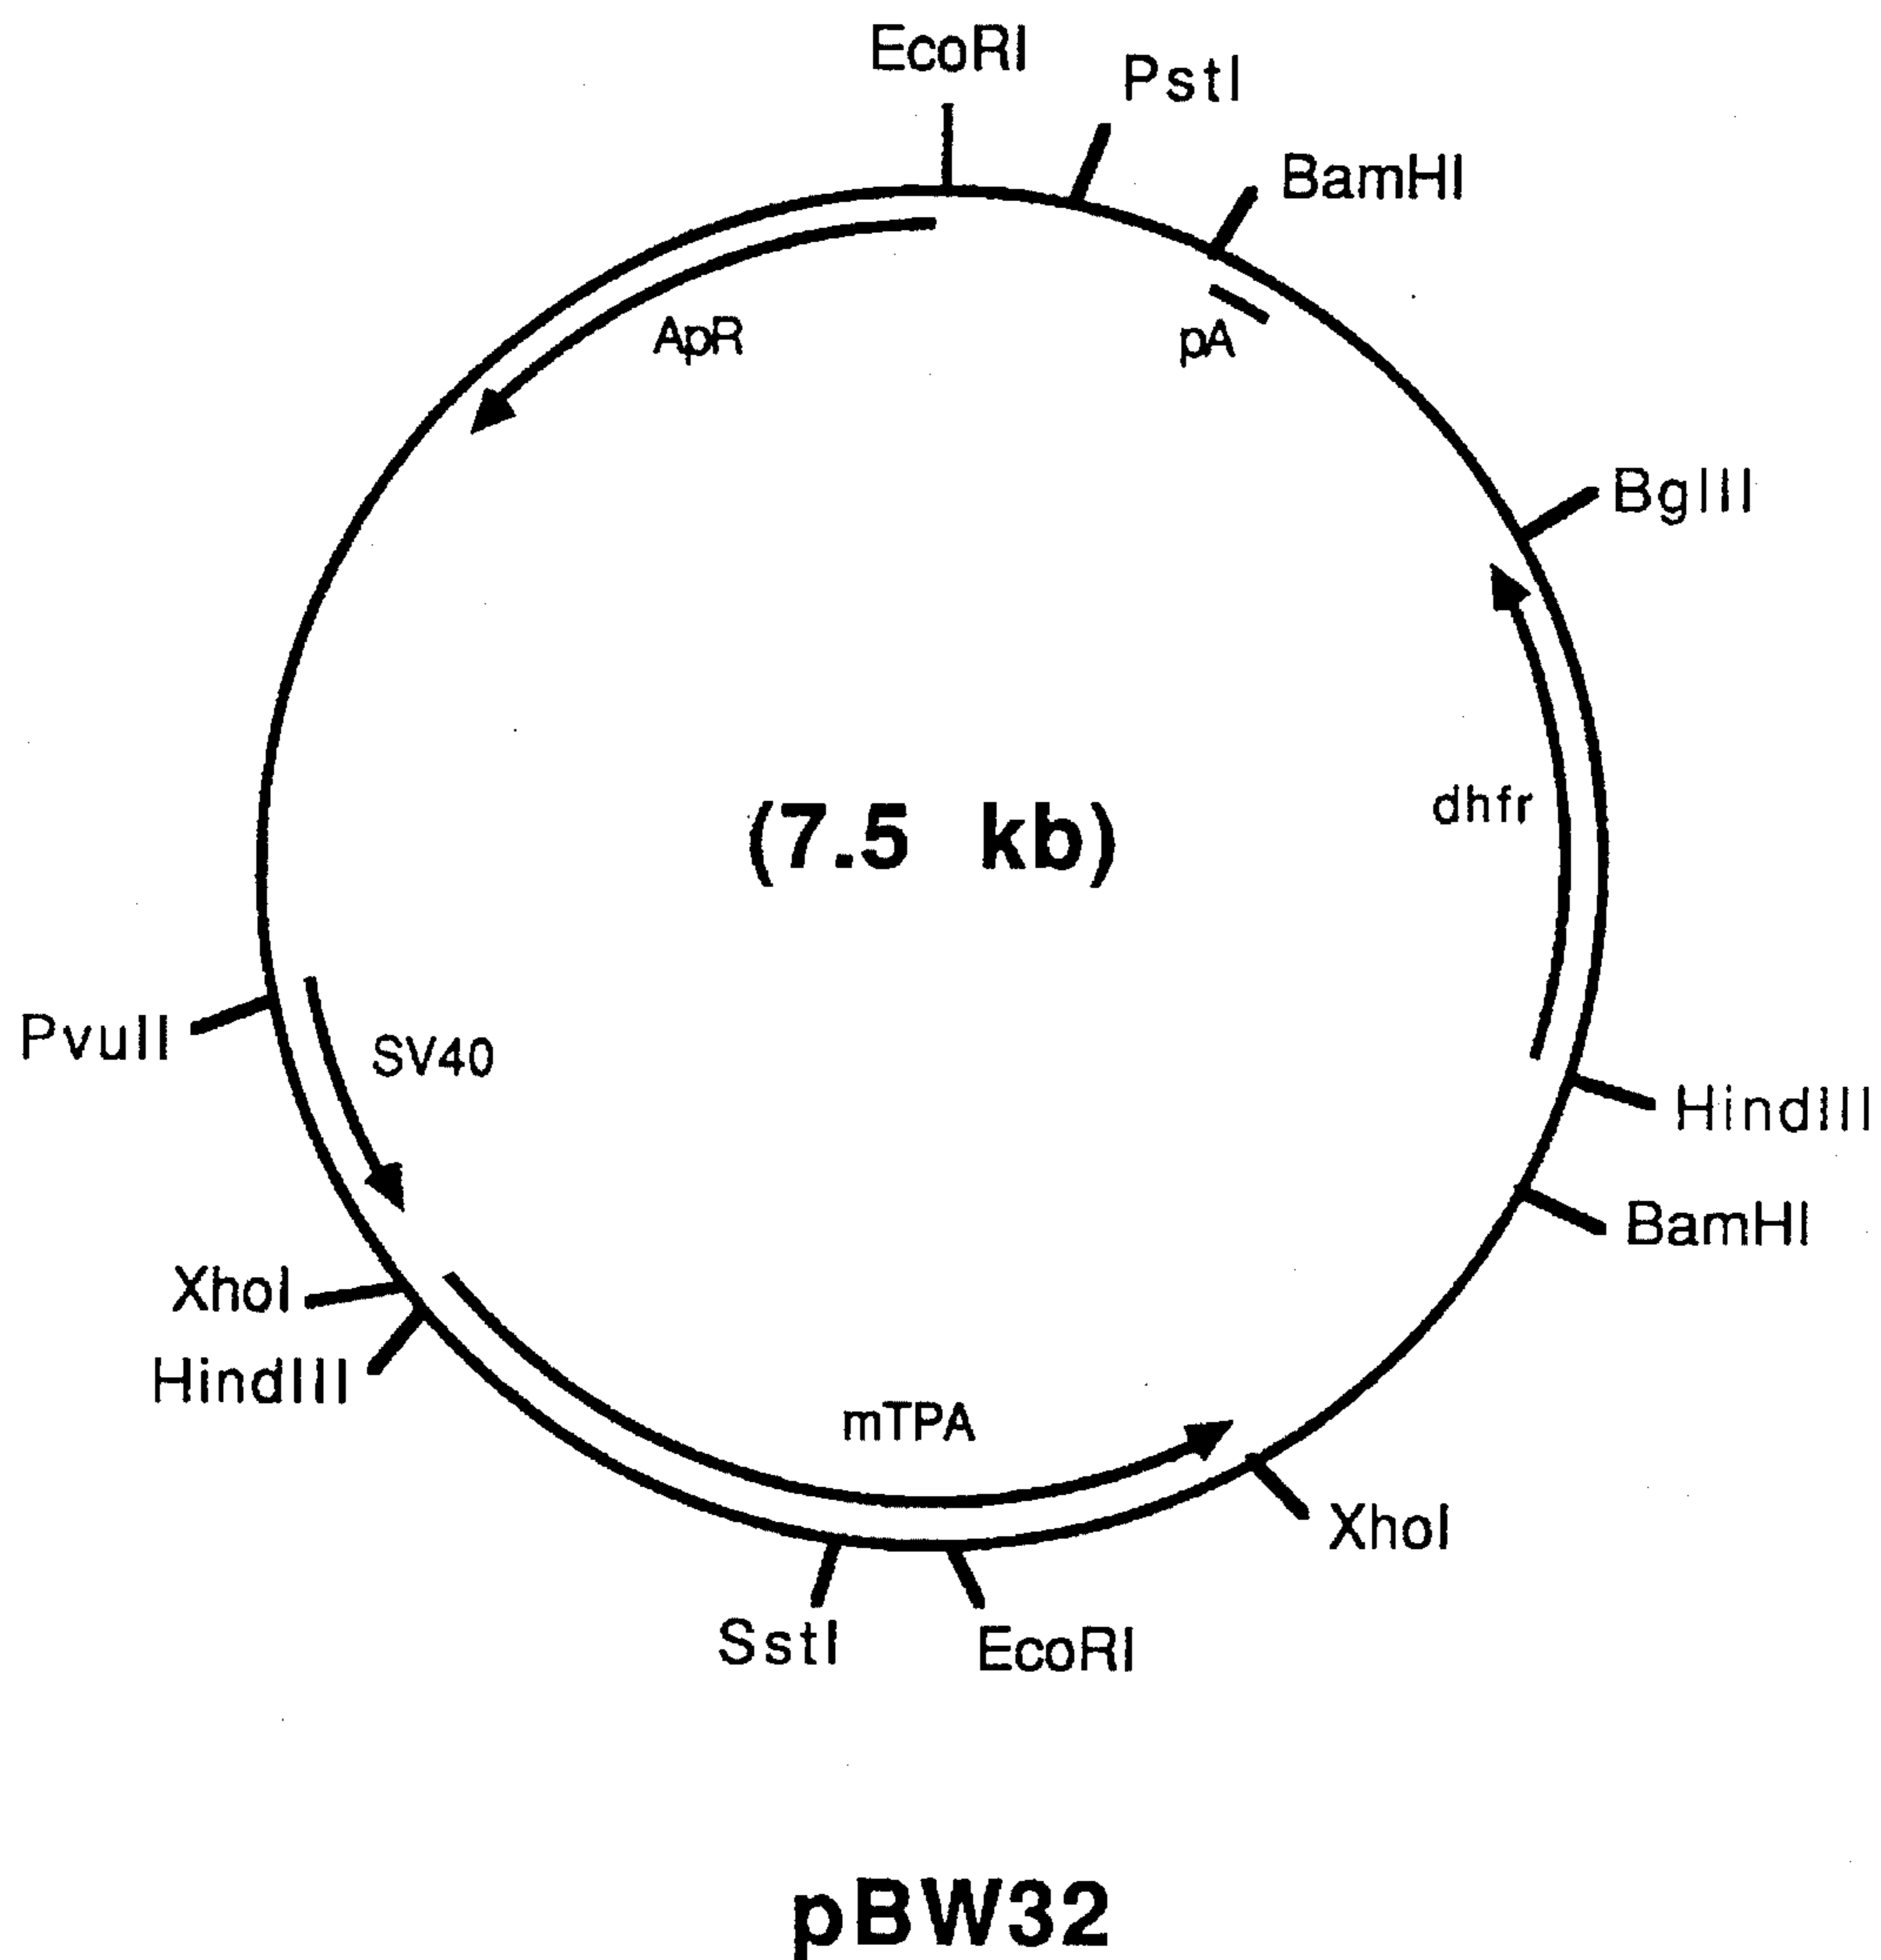 EcoRI
PstI
BamHI
ApR
pA
BglII
(7.5 kb)
dhfr
PvuII
SV40
HindIII
BamHI
XhoI
HindIII
mTPA
XhoI
SstI
EcoRI
pBW32